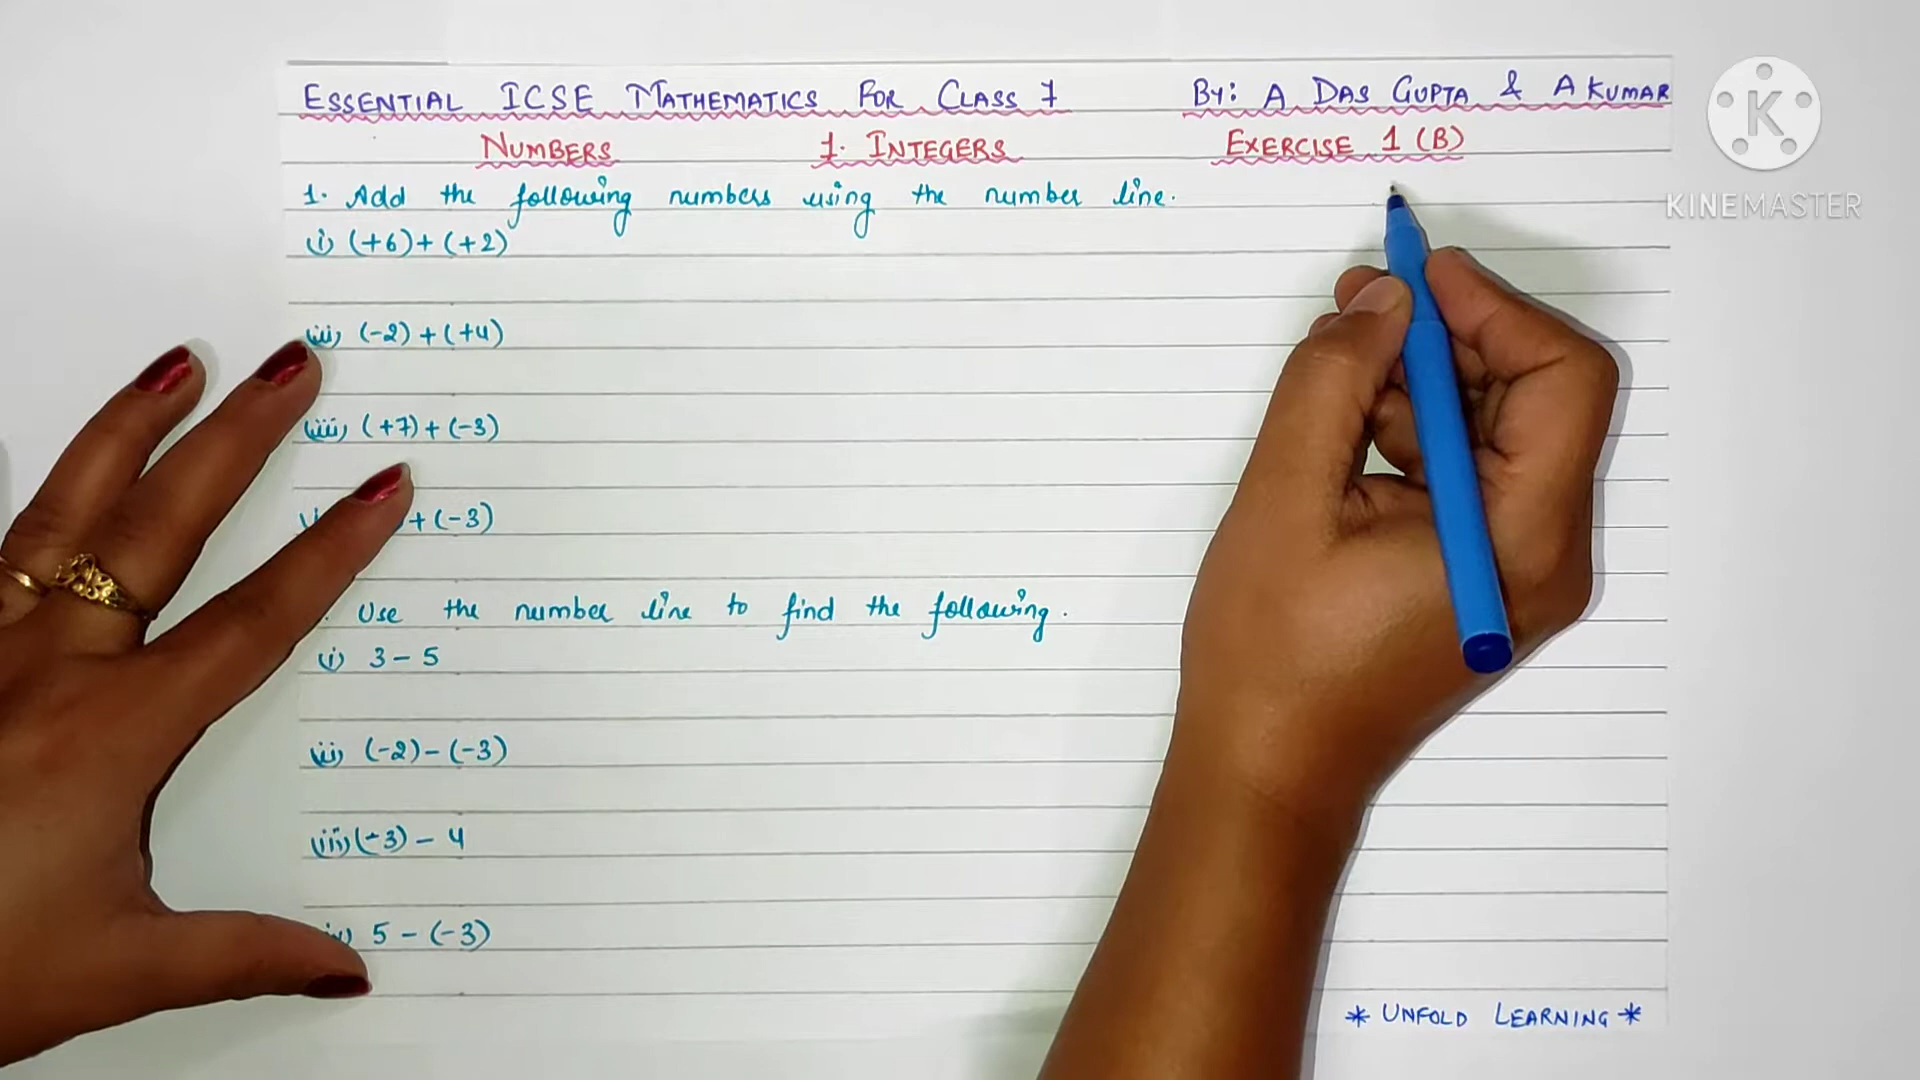 ESSENTIAL ICSE MATHEMATICS FOR CLASS 7 BY: A DAS GUPTA & A KUMAR
NUMBERS 1. INTEGERS EXERCISE 1 (B)
1. Add the following numbers using the number line.
(i) (+6)+(+2)
(ii) (-2)+(+4)
(iii) (+7)+(-3)
+(-3)
. Use the number line to find the following.
(i) 3-5
(ii) (-2)-(-3)
(iii) (-3)-4
5-(-3)
* UNFOLD LEARNING *
K
KINEMASTER